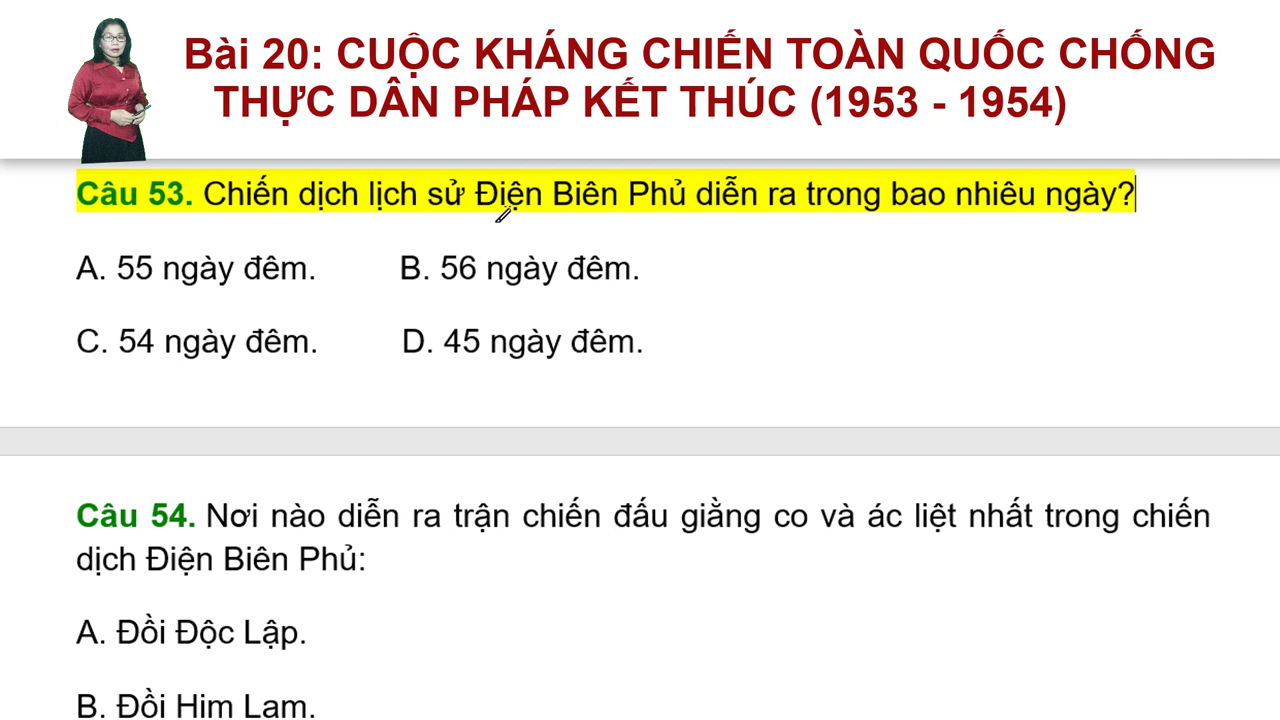 Bài 20: CUỘC KHÁNG CHIẾN TOÀN QUỐC CHỐNG
THỰC DÂN PHÁP KẾT THÚC (1953 - 1954)
Câu 53. Chiến dịch lịch sử Điện Biên Phủ diễn ra trong bao nhiêu ngày?
A. 55 ngày đêm. B. 56 ngày đêm.
C. 54 ngày đêm. D. 45 ngày đêm.
Câu 54. Nơi nào diễn ra trận chiến đấu giằng co và ác liệt nhất trong chiến
dịch Điện Biên Phủ:
A. Đồi Độc Lập.
B. Đồi Him Lam.